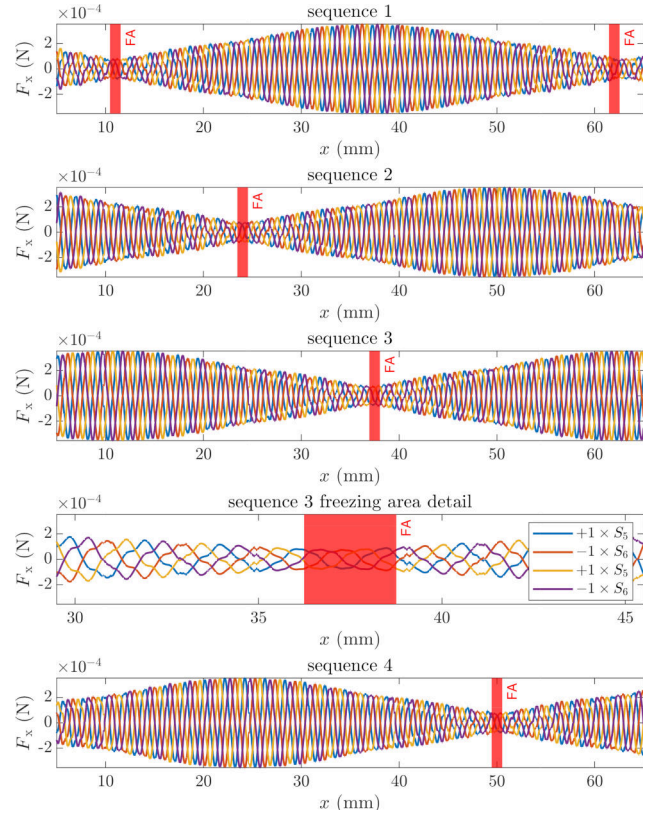 sequence 1
×10⁻⁴
2
0
-2
Fₓ (N)
FA
FA
10 20 30 40 50 60
x (mm)
sequence 2
×10⁻⁴
2
0
-2
Fₓ (N)
FA
10 20 30 40 50 60
x (mm)
sequence 3
×10⁻⁴
2
0
-2
Fₓ (N)
FA
10 20 30 40 50 60
x (mm)
sequence 3 freezing area detail
×10⁻⁴
2
0
-2
Fₓ (N)
FA
+1 × S₅
−1 × S₆
+1 × S₅
−1 × S₆
30 35 40 45
x (mm)
sequence 4
×10⁻⁴
2
0
-2
Fₓ (N)
FA
10 20 30 40 50 60
x (mm)